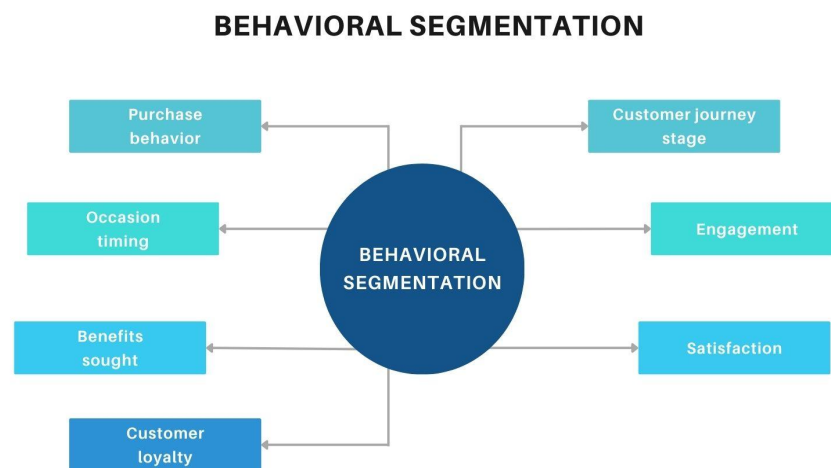 BEHAVIORAL SEGMENTATION
Purchase
behavior
Customer journey
stage
Occasion
timing
Engagement
BEHAVIORAL
SEGMENTATION
Benefits
sought
Satisfaction
Customer
loyalty